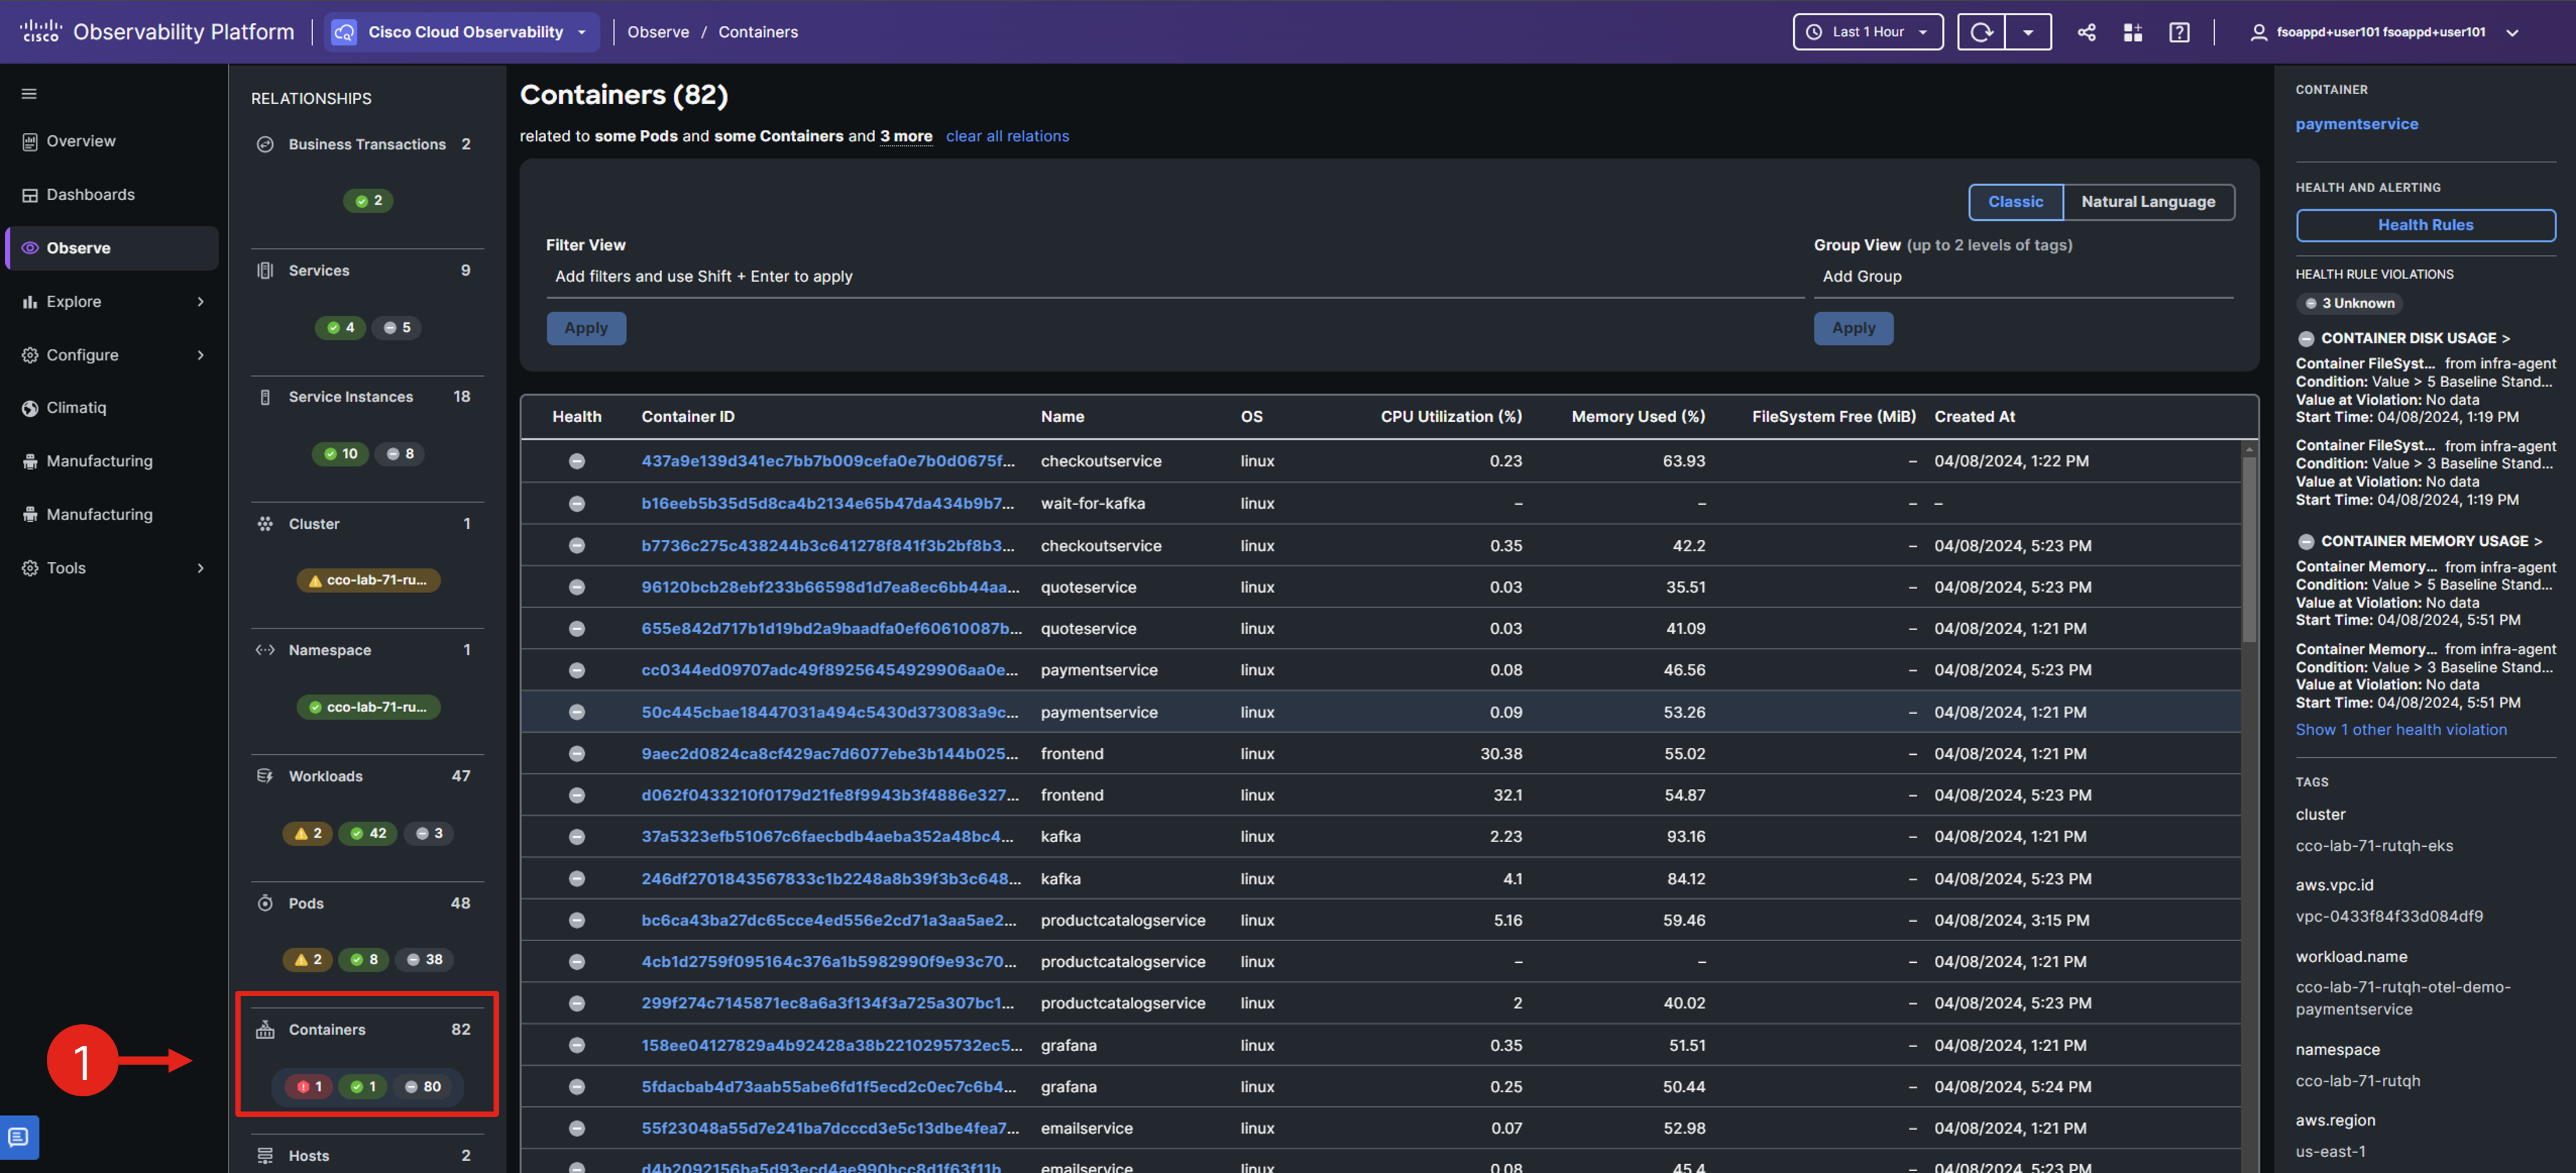 cisco Observability Platform
Cisco Cloud Observability
Observe / Containers
Last 1 Hour
fsoappd+user101 fsoappd+user101
Overview
Dashboards
Observe
Explore
Configure
Climatiq
Manufacturing
Manufacturing
Tools
RELATIONSHIPS
Business Transactions 2
2
Services 9
4 5
Service Instances 18
10 8
Cluster 1
cco-lab-71-ru...
Namespace 1
cco-lab-71-ru...
Workloads 47
2 42 3
Pods 48
2 8 38
1
Containers 82
1 1 80
Hosts 2
Containers (82)
related to some Pods and some Containers and 3 more clear all relations
Classic Natural Language
Filter View
Add filters and use Shift + Enter to apply
Apply
Group View (up to 2 levels of tags)
Add Group
Apply
Health Container ID Name OS CPU Utilization (%) Memory Used (%) FileSystem Free (MiB) Created At
437a9e139d341ec7bb7b009cefa0e7b0d0675f... checkoutservice linux 0.23 63.93 – 04/08/2024, 1:22 PM
b16eeb5b35d5d8ca4b2134e65b47da434b9b7... wait-for-kafka linux – – – –
b7736c275c438244b3c641278f841f3b2bf8b3... checkoutservice linux 0.35 42.2 – 04/08/2024, 5:23 PM
96120bcb28ebf233b66598d1d7ea8ec6bb44aa... quoteservice linux 0.03 35.51 – 04/08/2024, 5:23 PM
655e842d717b1d19bd2a9baadfa0ef60610087b... quoteservice linux 0.03 41.09 – 04/08/2024, 1:21 PM
cc0344ed09707adc49f89256454929906aa0e... paymentservice linux 0.08 46.56 – 04/08/2024, 5:23 PM
50c445cbae18447031a494c5430d373083a9c... paymentservice linux 0.09 53.26 – 04/08/2024, 1:21 PM
9aec2d0824ca8cf429ac7d6077ebe3b144b025... frontend linux 30.38 55.02 – 04/08/2024, 1:21 PM
d062f0433210f0179d21fe8f9943b3f4886e327... frontend linux 32.1 54.87 – 04/08/2024, 5:23 PM
37a5323efb51067c6faecbdb4aeba352a48bc4... kafka linux 2.23 93.16 – 04/08/2024, 1:21 PM
246df2701843567833c1b2248a8b39f3b3c648... kafka linux 4.1 84.12 – 04/08/2024, 5:23 PM
bc6ca43ba27dc65cce4ed556e2cd71a3aa5ae2... productcatalogservice linux 5.16 59.46 – 04/08/2024, 3:15 PM
4cb1d2759f095164c376a1b5982990f9e93c70... productcatalogservice linux – – – 04/08/2024, 1:21 PM
299f274c7145871ec8a6a3f134f3a725a307bc1... productcatalogservice linux 2 40.02 – 04/08/2024, 5:23 PM
158ee04127829a4b92428a38b2210295732ec5... grafana linux 0.35 51.51 – 04/08/2024, 1:21 PM
5fdacbab4d73aab55abe6fd1f5ecd2c0ec7c6b4... grafana linux 0.25 50.44 – 04/08/2024, 5:24 PM
55f23048a55d7e241ba7dcccd3e5c13dbe4fea7... emailservice linux 0.07 52.98 – 04/08/2024, 1:21 PM
d4b2092156ba5d93ecd4ae990bcc8d1f63f11b... emailservice linux 0.08 45.4 – 04/08/2024, 5:23 PM
CONTAINER
paymentservice
HEALTH AND ALERTING
Health Rules
HEALTH RULE VIOLATIONS
3 Unknown
CONTAINER DISK USAGE >
Container FileSyst... from infra-agent
Condition: Value > 5 Baseline Stand...
Value at Violation: No data
Start Time: 04/08/2024, 1:19 PM
Container FileSyst... from infra-agent
Condition: Value > 3 Baseline Stand...
Value at Violation: No data
Start Time: 04/08/2024, 1:19 PM
CONTAINER MEMORY USAGE >
Container Memory... from infra-agent
Condition: Value > 5 Baseline Stand...
Value at Violation: No data
Start Time: 04/08/2024, 5:51 PM
Container Memory... from infra-agent
Condition: Value > 3 Baseline Stand...
Value at Violation: No data
Start Time: 04/08/2024, 5:51 PM
Show 1 other health violation
TAGS
cluster
cco-lab-71-rutqh-eks
aws.vpc.id
vpc-0433f84f33d084df9
workload.name
cco-lab-71-rutqh-otel-demo-
paymentservice
namespace
cco-lab-71-rutqh
aws.region
us-east-1